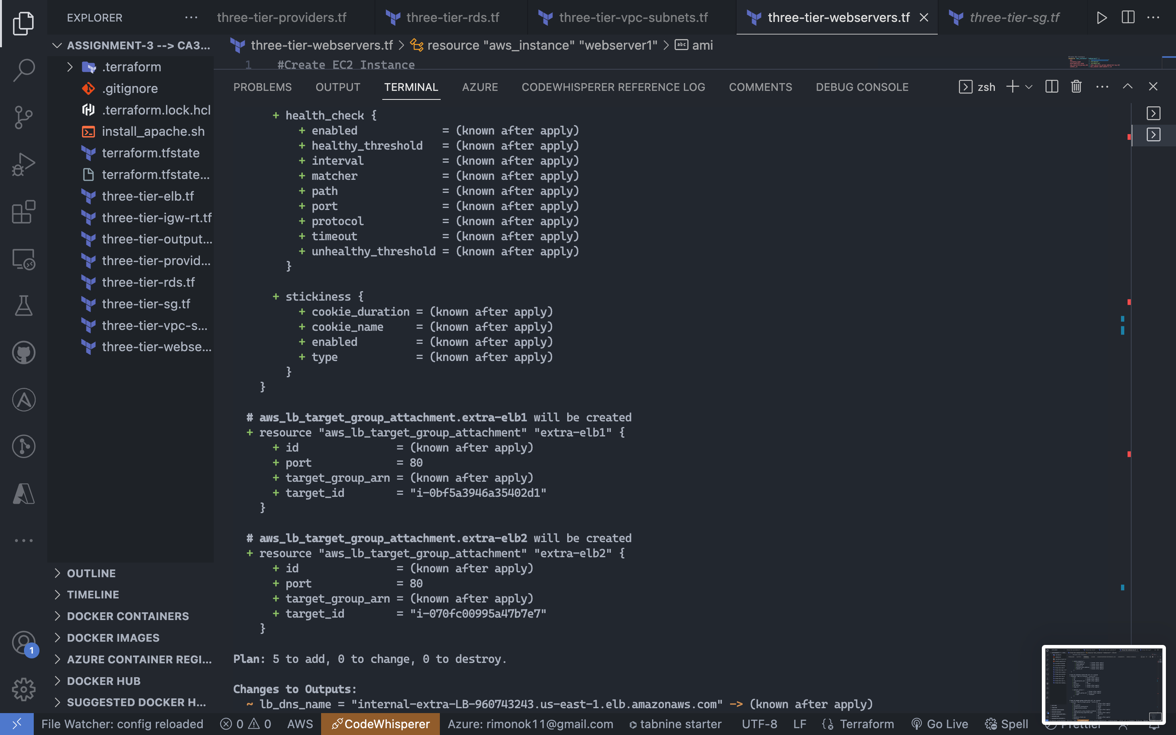 EXPLORER
three-tier-providers.tf
three-tier-rds.tf
three-tier-vpc-subnets.tf
three-tier-webservers.tf
three-tier-sg.tf
ASSIGNMENT-3 --> CA3...
three-tier-webservers.tf > resource "aws_instance" "webserver1" > ami
1 #Create EC2 Instance
.terraform
.gitignore
.terraform.lock.hcl
install_apache.sh
terraform.tfstate
terraform.tfstate...
three-tier-elb.tf
three-tier-igw-rt.tf
three-tier-output...
three-tier-provid...
three-tier-rds.tf
three-tier-sg.tf
three-tier-vpc-s...
three-tier-webse...
OUTLINE
TIMELINE
DOCKER CONTAINERS
DOCKER IMAGES
AZURE CONTAINER REGI...
DOCKER HUB
SUGGESTED DOCKER H...
PROBLEMS
OUTPUT
TERMINAL
AZURE
CODEWHISPERER REFERENCE LOG
COMMENTS
DEBUG CONSOLE
zsh
+ health_check {
+ enabled = (known after apply)
+ healthy_threshold = (known after apply)
+ interval = (known after apply)
+ matcher = (known after apply)
+ path = (known after apply)
+ port = (known after apply)
+ protocol = (known after apply)
+ timeout = (known after apply)
+ unhealthy_threshold = (known after apply)
}
+ stickiness {
+ cookie_duration = (known after apply)
+ cookie_name = (known after apply)
+ enabled = (known after apply)
+ type = (known after apply)
}
}
# aws_lb_target_group_attachment.extra-elb1 will be created
+ resource "aws_lb_target_group_attachment" "extra-elb1" {
+ id = (known after apply)
+ port = 80
+ target_group_arn = (known after apply)
+ target_id = "i-0bf5a3946a35402d1"
}
# aws_lb_target_group_attachment.extra-elb2 will be created
+ resource "aws_lb_target_group_attachment" "extra-elb2" {
+ id = (known after apply)
+ port = 80
+ target_group_arn = (known after apply)
+ target_id = "i-070fc00995a47b7e7"
}
Plan: 5 to add, 0 to change, 0 to destroy.
Changes to Outputs:
~ lb_dns_name = "internal-extra-LB-960743243.us-east-1.elb.amazonaws.com" -> (known after apply)
1
File Watcher: config reloaded
0
0
AWS
CodeWhisperer
Azure: rimonok11@gmail.com
tabnine starter
UTF-8
LF
Terraform
Go Live
Spell